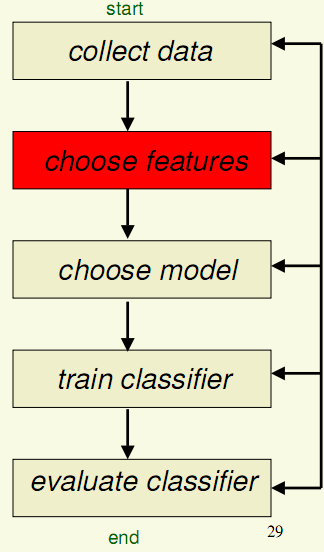 start
collect data
choose features
choose model
train classifier
evaluate classifier
end
29